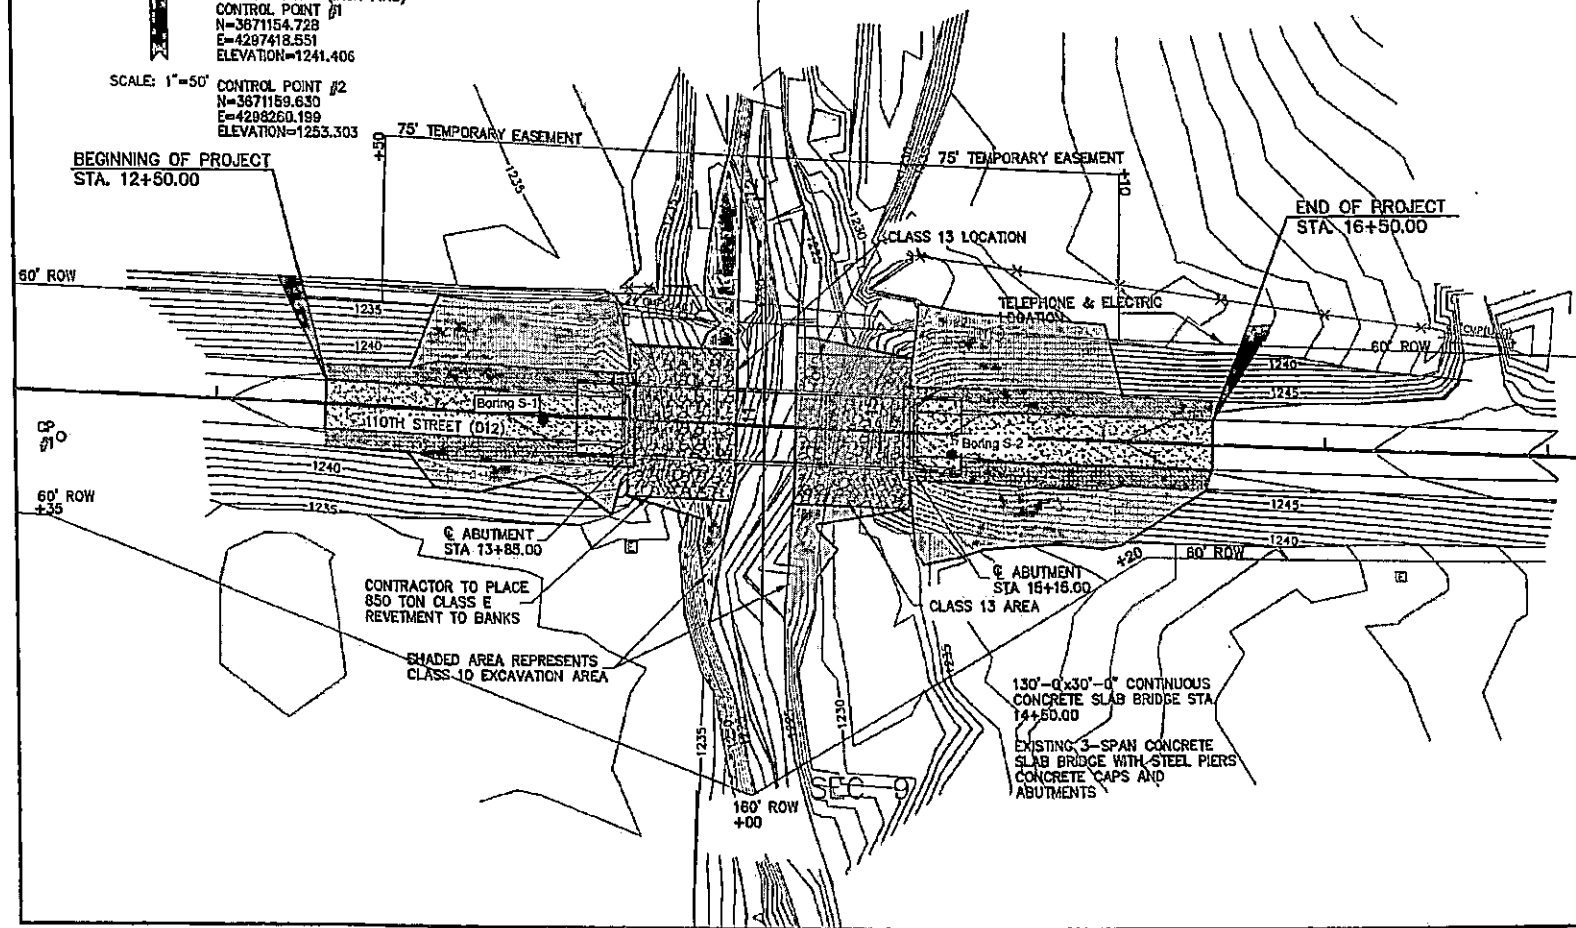 CONTROL POINT #1
N=3671154.728
E=4297418.551
ELEVATION=1241.406
SCALE: 1"=50'
CONTROL POINT #2
N=3671159.630
E=4298260.199
ELEVATION=1253.303
BEGINNING OF PROJECT
STA. 12+50.00
+50
75' TEMPORARY EASEMENT
75' TEMPORARY EASEMENT
+10
1235
1230
1225
CLASS 13 LOCATION
END OF PROJECT
STA. 16+50.00
60' ROW
1235
1240
TELEPHONE & ELECTRIC
LOCATION
60' ROW
1240
1245
CP
#1
Boring S-1
110TH STREET (D12)
Boring S-2
1240
1235
60' ROW
+35
1245
1240
60' ROW
+20
℄ ABUTMENT
STA 13+85.00
E
E
℄ ABUTMENT
STA 15+15.00
CLASS 13 AREA
CONTRACTOR TO PLACE
850 TON CLASS E
REVETMENT TO BANKS
SHADED AREA REPRESENTS
CLASS 10 EXCAVATION AREA
1235
1230
1225
1230
1235
130'-0"x30'-0" CONTINUOUS
CONCRETE SLAB BRIDGE STA.
14+50.00
EXISTING 3-SPAN CONCRETE
SLAB BRIDGE WITH STEEL PIERS
CONCRETE CAPS AND
ABUTMENTS
SEC 9
160' ROW
+00